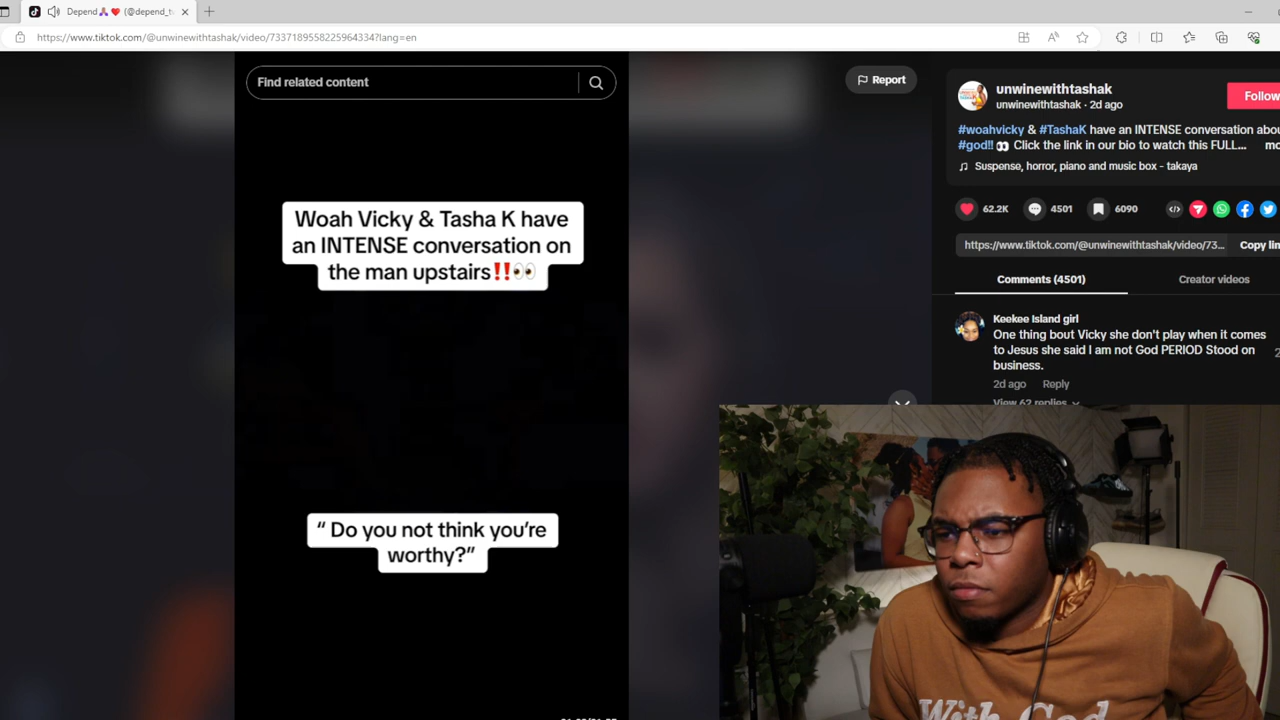 Depend🙏🏽 ❤️ (@depend_t
https://www.tiktok.com/@unwinewithtashak/video/7337189558225964334?lang=en
Find related content
Report
unwinewithtashak
unwinewithtashak · 2d ago
Follow
#woahvicky & #TashaK have an INTENSE conversation abou
#god!! 👀 Click the link in our bio to watch this FULL... mo
Suspense, horror, piano and music box - takaya
62.2K
4501
6090
https://www.tiktok.com/@unwinewithtashak/video/73...
Copy lin
Comments (4501)
Creator videos
Keekee Island girl
One thing bout Vicky she don't play when it comes
to Jesus she said I am not God PERIOD Stood on
business.
2d ago Reply
View 62 replies
Woah Vicky & Tasha K have
an INTENSE conversation on
the man upstairs‼️👀
“ Do you not think you’re
worthy?”
With God